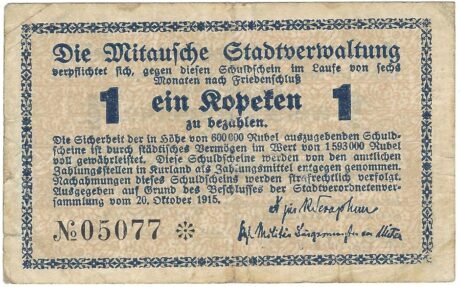 Die Mitausche Stadtverwaltung
verpflichtet sich, gegen diesen Schuldschein im Laufe von sechs
Monaten nach Friedensschluß
1 ein Kopeken 1
zu bezahlen.
Die Sicherheit der in Höhe von 600000 Rubel auszugebenden Schuld-
scheine ist durch städtisches Vermögen im Wert von 1593000 Rubel
voll gewährleistet. Diese Schuldscheine werden von den amtlichen
Zahlungsstellen in Kurland als Zahlungsmittel entgegen genommen.
Nachahmungen dieses Schuldscheins werden strafrechtlich verfolgt.
Ausgegeben auf Grund des Beschlusses der Stadtverordnetenver-
sammlung vom 20. Oktober 1915.
№ 05077 ※